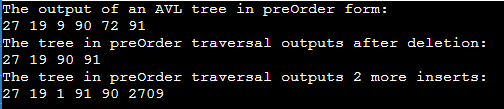 The output of an AVL tree in preOrder form:
27 19 9 90 72 91
The tree in preOrder traversal outputs after deletion:
27 19 90 91
The tree in preOrder traversal outputs 2 more inserts:
27 19 1 91 90 2709